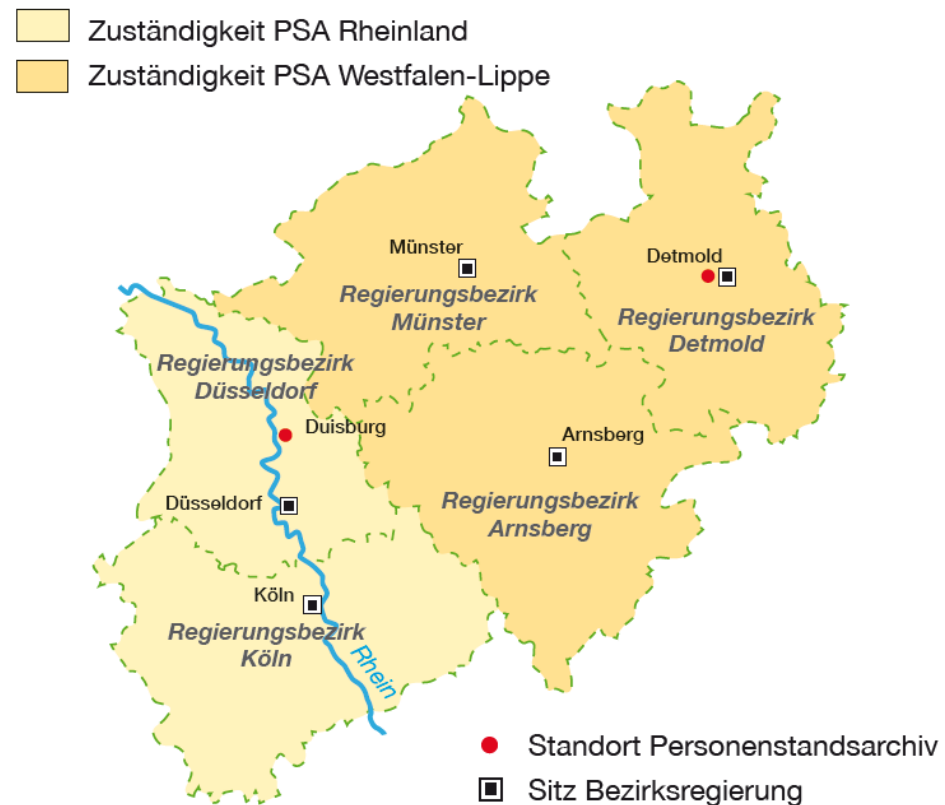 Zuständigkeit PSA Rheinland
Zuständigkeit PSA Westfalen-Lippe
Münster
Regierungsbezirk
Münster
Detmold
Regierungsbezirk
Detmold
Regierungsbezirk
Düsseldorf
Duisburg
Düsseldorf
Arnsberg
Regierungsbezirk
Arnsberg
Köln
Regierungsbezirk
Köln
Rhein
Standort Personenstandsarchiv
Sitz Bezirksregierung